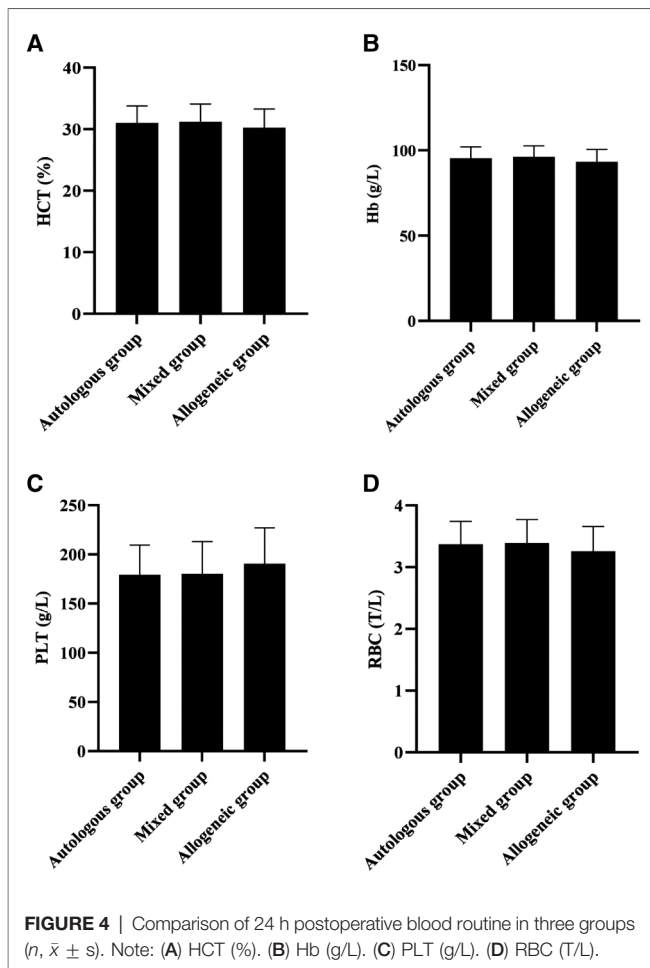 A
HCT (%)
40
30
20
10
0
Autologous group
Mixed group
Allogeneic group
B
Hb (g/L)
150
100
50
0
Autologous group
Mixed group
Allogeneic group
C
PLT (g/L)
250
200
150
100
50
0
Autologous group
Mixed group
Allogeneic group
D
RBC (T/L)
4
3
2
1
0
Autologous group
Mixed group
Allogeneic group
FIGURE 4 | Comparison of 24 h postoperative blood routine in three groups
(n, x̄ ± s). Note: (A) HCT (%). (B) Hb (g/L). (C) PLT (g/L). (D) RBC (T/L).